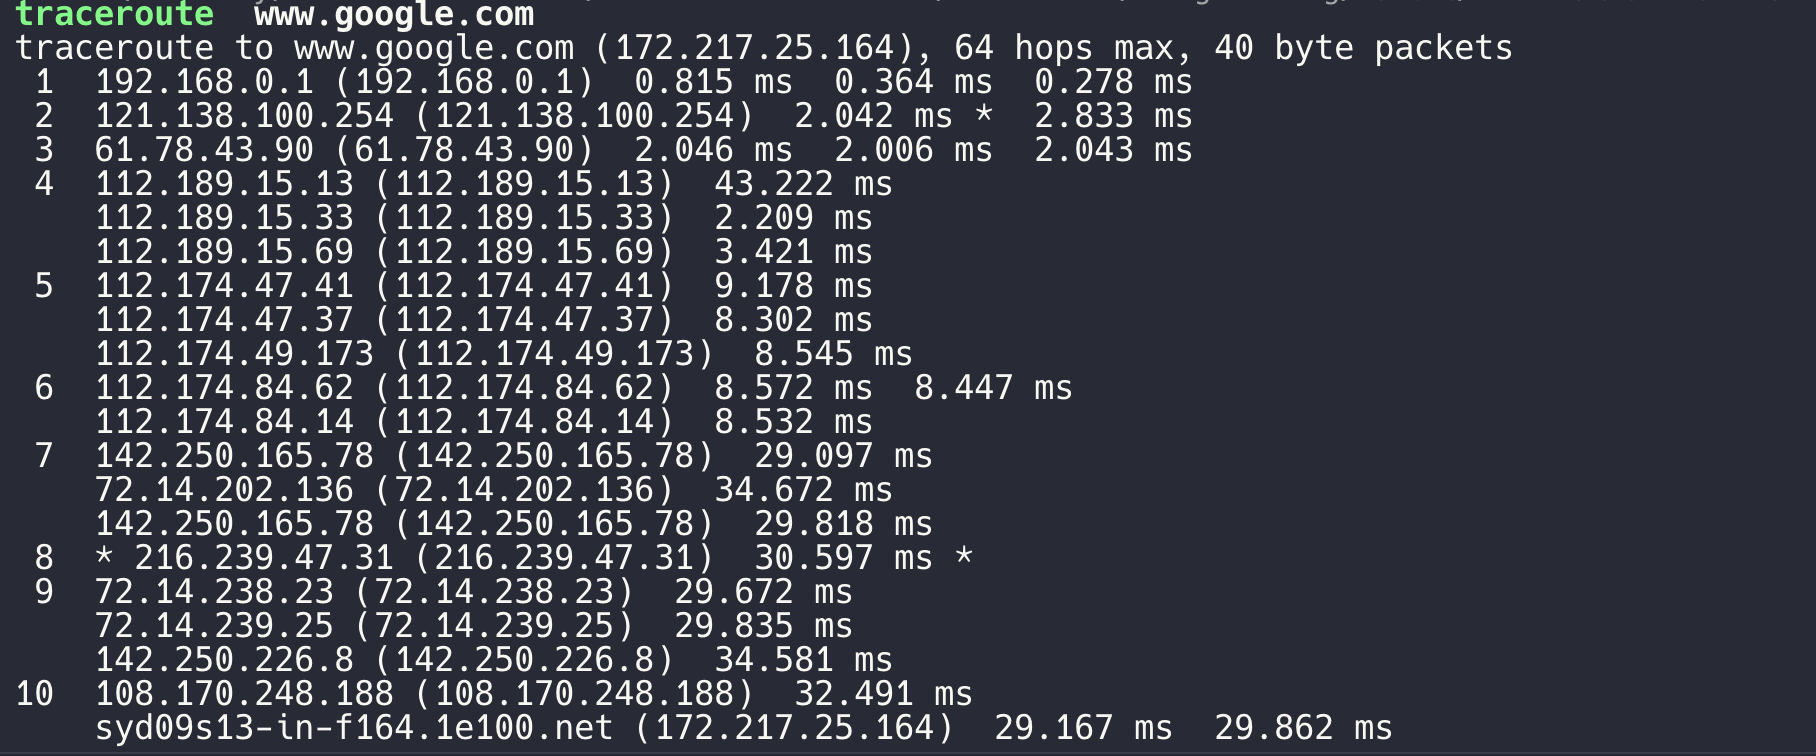 traceroute  www.google.com
traceroute to www.google.com (172.217.25.164), 64 hops max, 40 byte packets
 1  192.168.0.1 (192.168.0.1)  0.815 ms  0.364 ms  0.278 ms
 2  121.138.100.254 (121.138.100.254)  2.042 ms *  2.833 ms
 3  61.78.43.90 (61.78.43.90)  2.046 ms  2.006 ms  2.043 ms
 4  112.189.15.13 (112.189.15.13)  43.222 ms
    112.189.15.33 (112.189.15.33)  2.209 ms
    112.189.15.69 (112.189.15.69)  3.421 ms
 5  112.174.47.41 (112.174.47.41)  9.178 ms
    112.174.47.37 (112.174.47.37)  8.302 ms
    112.174.49.173 (112.174.49.173)  8.545 ms
 6  112.174.84.62 (112.174.84.62)  8.572 ms  8.447 ms
    112.174.84.14 (112.174.84.14)  8.532 ms
 7  142.250.165.78 (142.250.165.78)  29.097 ms
    72.14.202.136 (72.14.202.136)  34.672 ms
    142.250.165.78 (142.250.165.78)  29.818 ms
 8  * 216.239.47.31 (216.239.47.31)  30.597 ms *
 9  72.14.238.23 (72.14.238.23)  29.672 ms
    72.14.239.25 (72.14.239.25)  29.835 ms
    142.250.226.8 (142.250.226.8)  34.581 ms
10  108.170.248.188 (108.170.248.188)  32.491 ms
    syd09s13-in-f164.1e100.net (172.217.25.164)  29.167 ms  29.862 ms